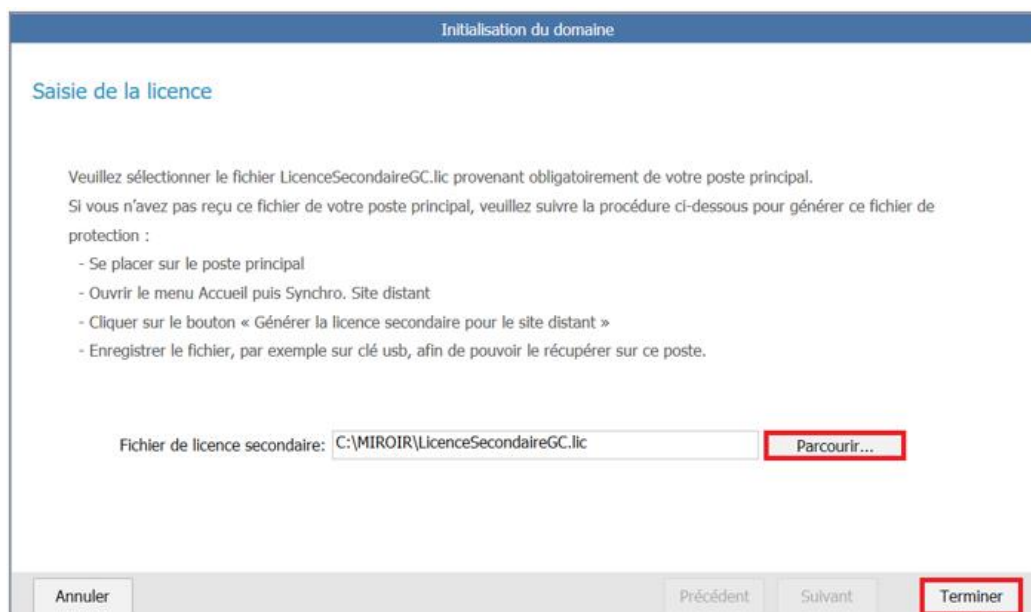 Initialisation du domaine
Saisie de la licence
Veuillez sélectionner le fichier LicenceSecondaireGC.lic provenant obligatoirement de votre poste principal.
Si vous n’avez pas reçu ce fichier de votre poste principal, veuillez suivre la procédure ci-dessous pour générer ce fichier de
protection :
- Se placer sur le poste principal
- Ouvrir le menu Accueil puis Synchro. Site distant
- Cliquer sur le bouton « Générer la licence secondaire pour le site distant »
- Enregistrer le fichier, par exemple sur clé usb, afin de pouvoir le récupérer sur ce poste.
Fichier de licence secondaire: C:\MIROIR\LicenceSecondaireGC.lic Parcourir...
Annuler Précédent Suivant Terminer